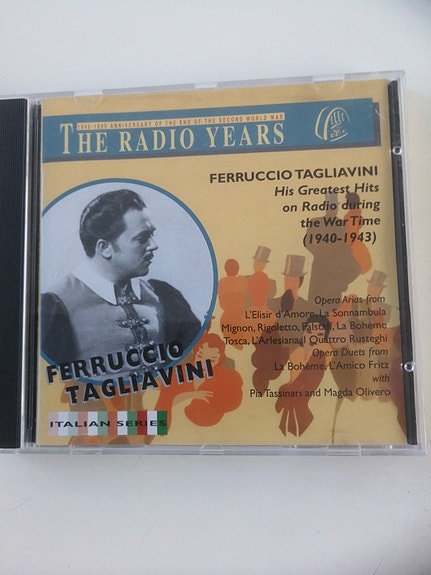 1945-1995 ANNIVERSARY OF THE END OF THE SECOND WORLD WAR
THE RADIO YEARS
FERRUCCIO TAGLIAVINI
His Greatest Hits
on Radio during
the War Time
(1940-1943)
Opera Arias from
L'Elisir d'Amore, La Sonnambula
Mignon, Rigoletto, Falstaff, La Boheme
Tosca, L'Arlesiana, I Quattro Rusteghi
Opera Duets from
La Boheme, L'Amico Fritz
with
Pia Tassinari and Magda Olivero
FERRUCCIO
TAGLIAVINI
ITALIAN SERIES